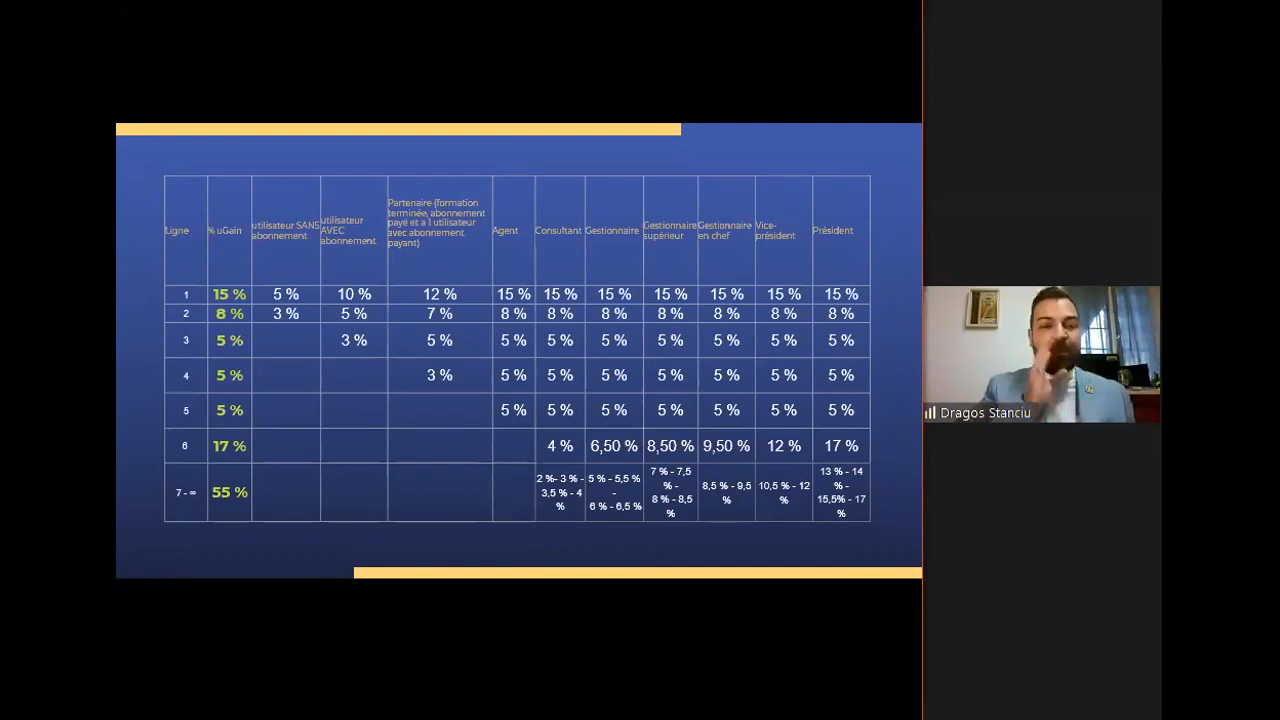 Ligne % uGain utilisateur SANS abonnement utilisateur AVEC abonnement Partenaire (formation terminée, abonnement payé et a 1 utilisateur avec abonnement payant) Agent Consultant Gestionnaire Gestionnaire supérieur Gestionnaire en chef Vice-président Président
1 15 % 5 % 10 % 12 % 15 % 15 % 15 % 15 % 15 % 15 % 15 %
2 8 % 3 % 5 % 7 % 8 % 8 % 8 % 8 % 8 % 8 % 8 %
3 5 % 3 % 5 % 5 % 5 % 5 % 5 % 5 % 5 % 5 %
4 5 % 3 % 5 % 5 % 5 % 5 % 5 % 5 % 5 %
5 5 % 5 % 5 % 5 % 5 % 5 % 5 % 5 %
6 17 % 4 % 6,50 % 8,50 % 9,50 % 12 % 17 %
7 - ∞ 55 % 2 %- 3 % - 3,5 % - 4 % 5 % - 5,5 % - 6 % - 6,5 % 7 % - 7,5 % - 8 % - 8,5 % 8,5 % - 9,5 % 10,5 % - 12 % 13 % - 14 % - 15,5% - 17 %
Dragos Stanciu